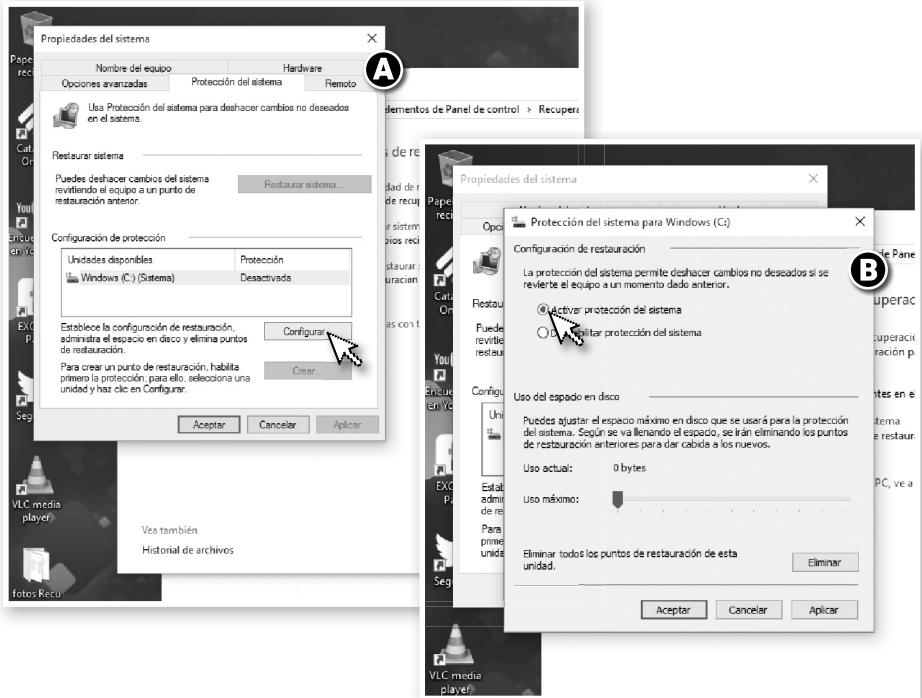 Propiedades del sistema
Nombre del equipo
Hardware
Opciones avanzadas
Protección del sistema
Remoto
A
Usa Protección del sistema para deshacer cambios no deseados
en el sistema.
Restaurar sistema
Puedes deshacer cambios del sistema
revirtiendo el equipo a un punto de
restauración anterior.
Restaurar sistema...
Configuración de protección
Unidades disponibles
Protección
Windows (C:) (Sistema)
Desactivada
Establece la configuración de restauración,
administra el espacio en disco y elimina puntos
de restauración.
Configurar
Para crear un punto de restauración, habilita
primero la protección; para ello, selecciona una
unidad y haz clic en Configurar.
Crear...
Aceptar
Cancelar
Aplicar
elementos de Panel de control > Recupera
VLC media
player
fotos Recu
Vea también
Historial de archivos
Propiedades del sistema
Protección del sistema para Windows (C:)
B
Configuración de restauración
La protección del sistema permite deshacer cambios no deseados si se
revierte el equipo a un momento dado anterior.
Activar protección del sistema
protección del sistema
Uso del espacio en disco
Puedes ajustar el espacio máximo en disco que se usará para la protección
del sistema. Según se va llenando el espacio, se irán eliminando los puntos
de restauración anteriores para dar cabida a los nuevos.
Uso actual:
0 bytes
Uso máximo:
Eliminar todos los puntos de restauración de esta
unidad.
Eliminar
Aceptar
Cancelar
Aplicar
PC, ve a
VLC media
player